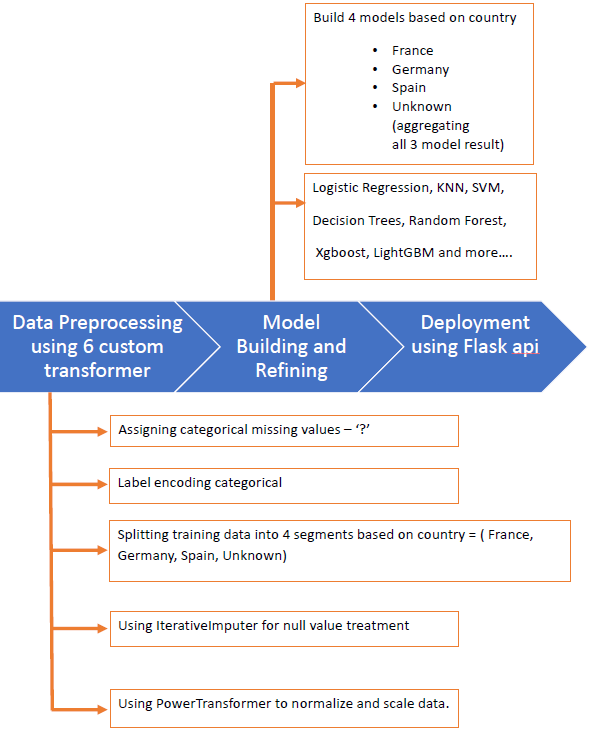 Build 4 models based on country
• France
• Germany
• Spain
• Unknown
(aggregating
all 3 model result)
Logistic Regression, KNN, SVM,
Decision Trees, Random Forest,
Xgboost, LightGBM and more….
Data Preprocessing
using 6 custom
transformer
Model
Building and
Refining
Deployment
using Flask api
Assigning categorical missing values – ‘?’
Label encoding categorical
Splitting training data into 4 segments based on country = ( France,
Germany, Spain, Unknown)
Using IterativeImputer for null value treatment
Using PowerTransformer to normalize and scale data.